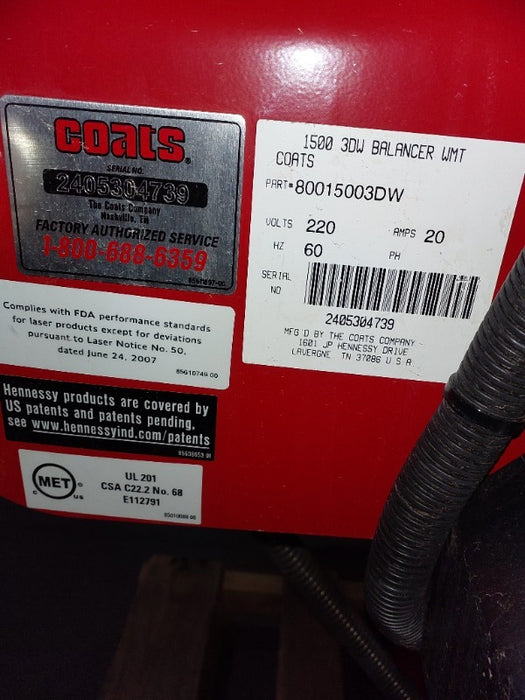 COATS.
SERIAL NO.
2405304739
The Coats Company
Nashville, TN
FACTORY AUTHORIZED SERVICE
1-800-688-6359
1500 3DW BALANCER WMT
COATS
PART# 80015003DW
VOLTS 220 AMPS 20
HZ 60 PH
SERIAL
NO
2405304739
MFG D BY THE COATS COMPANY
1601 JP HENNESSY DRIVE
LAVERGNE TN 37086 U S A
Complies with FDA performance standards
for laser products except for deviations
pursuant to Laser Notice No. 50,
dated June 24, 2007
85610749 00
Hennessy products are covered by
US patents and patents pending,
see www.hennessyind.com/patents
MET
C US
UL 201
CSA C22.2 No. 68
E112791